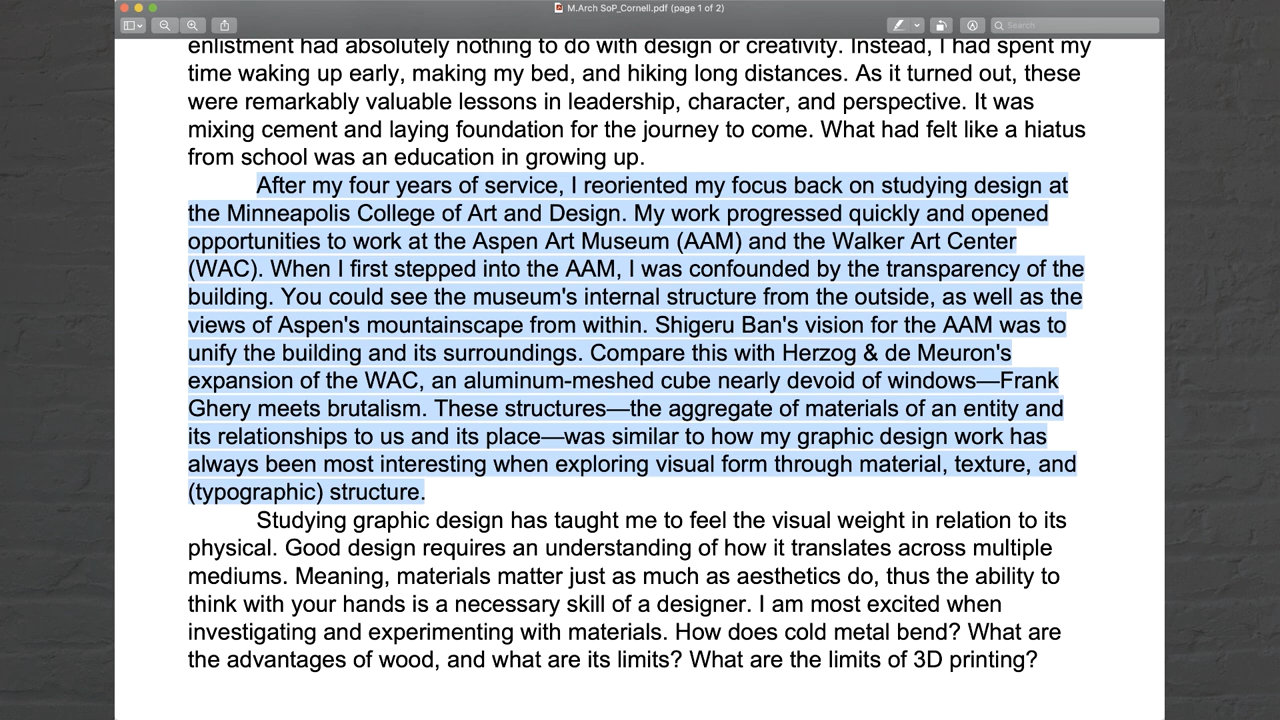 M.Arch SoP_Cornell.pdf (page 1 of 2)
Search
enlistment had absolutely nothing to do with design or creativity. Instead, I had spent my
time waking up early, making my bed, and hiking long distances. As it turned out, these
were remarkably valuable lessons in leadership, character, and perspective. It was
mixing cement and laying foundation for the journey to come. What had felt like a hiatus
from school was an education in growing up.
After my four years of service, I reoriented my focus back on studying design at
the Minneapolis College of Art and Design. My work progressed quickly and opened
opportunities to work at the Aspen Art Museum (AAM) and the Walker Art Center
(WAC). When I first stepped into the AAM, I was confounded by the transparency of the
building. You could see the museum's internal structure from the outside, as well as the
views of Aspen's mountainscape from within. Shigeru Ban's vision for the AAM was to
unify the building and its surroundings. Compare this with Herzog & de Meuron's
expansion of the WAC, an aluminum-meshed cube nearly devoid of windows—Frank
Ghery meets brutalism. These structures—the aggregate of materials of an entity and
its relationships to us and its place—was similar to how my graphic design work has
always been most interesting when exploring visual form through material, texture, and
(typographic) structure.
Studying graphic design has taught me to feel the visual weight in relation to its
physical. Good design requires an understanding of how it translates across multiple
mediums. Meaning, materials matter just as much as aesthetics do, thus the ability to
think with your hands is a necessary skill of a designer. I am most excited when
investigating and experimenting with materials. How does cold metal bend? What are
the advantages of wood, and what are its limits? What are the limits of 3D printing?